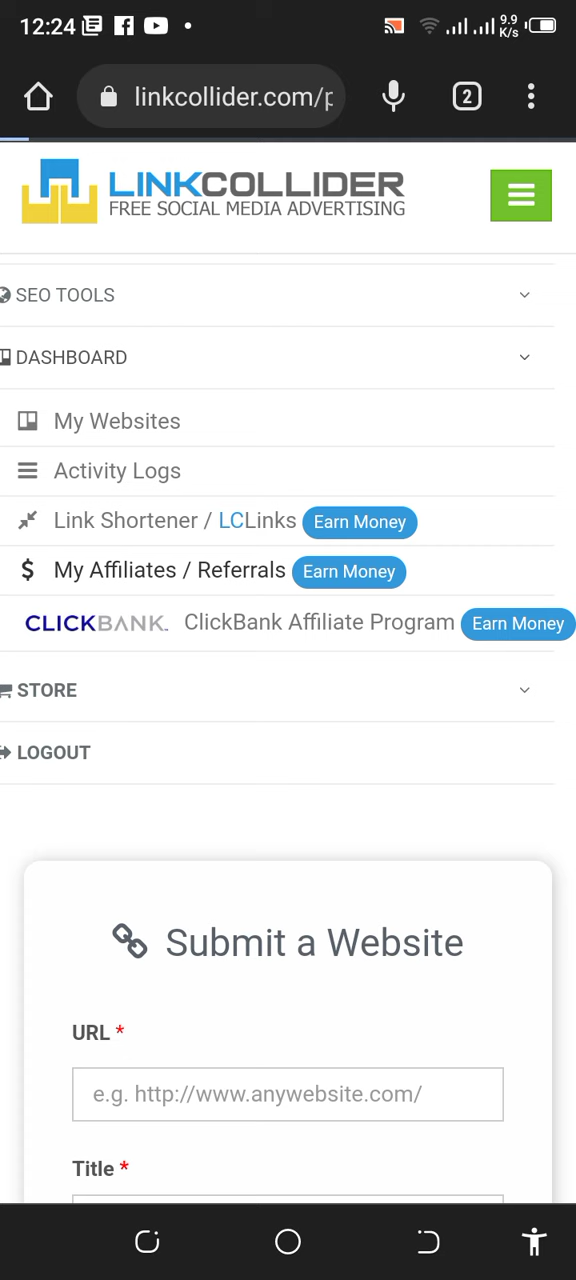 12:24 9.9 K/s
linkcollider.com/p 2
LINKCOLLIDER
FREE SOCIAL MEDIA ADVERTISING
SEO TOOLS
DASHBOARD
My Websites
Activity Logs
Link Shortener / LCLinks Earn Money
My Affiliates / Referrals Earn Money
CLICKBANK ClickBank Affiliate Program Earn Money
STORE
LOGOUT
Submit a Website
URL *
e.g. http://www.anywebsite.com/
Title *